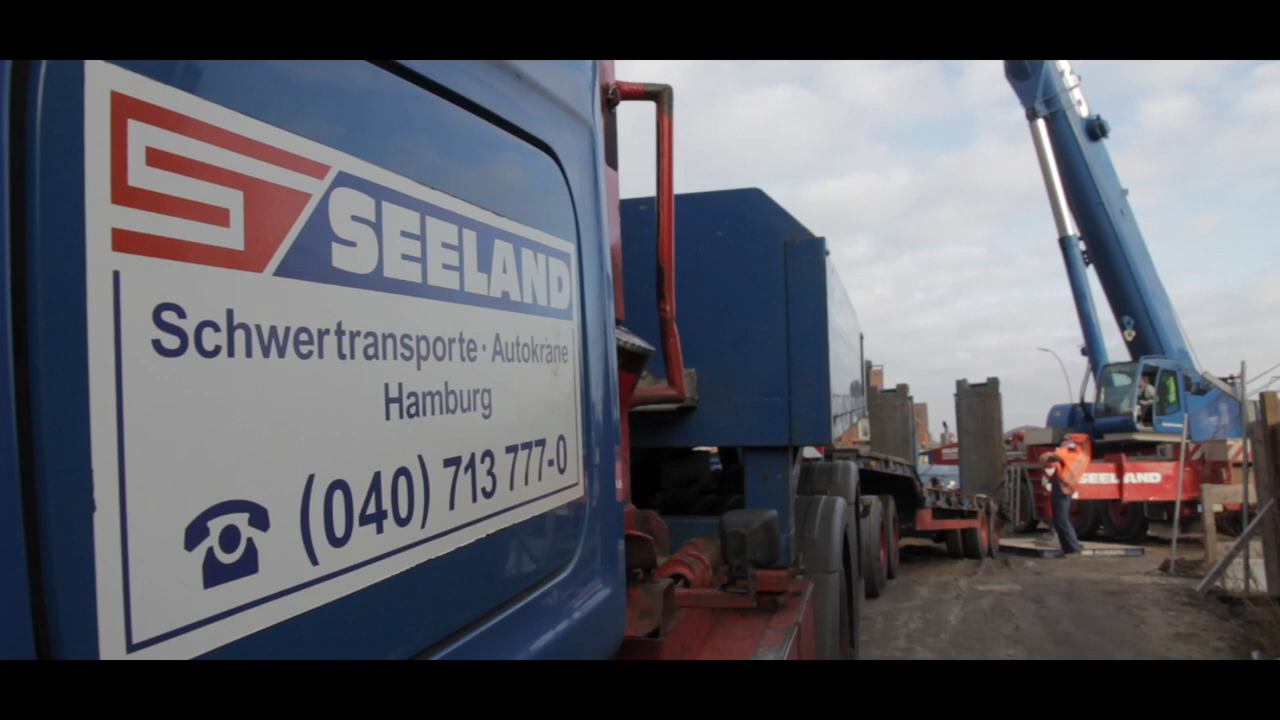 SEELAND
Schwertransporte · Autokrane
Hamburg
(040) 713 777-0
SEELAND